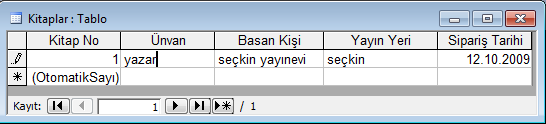 Kitaplar : Tablo
Kitap No Ünvan Basan Kişi Yayın Yeri Sipariş Tarihi
1 yazar seçkin yayınevi seçkin 12.10.2009
(OtomatikSayı)
Kayıt: 1 / 1